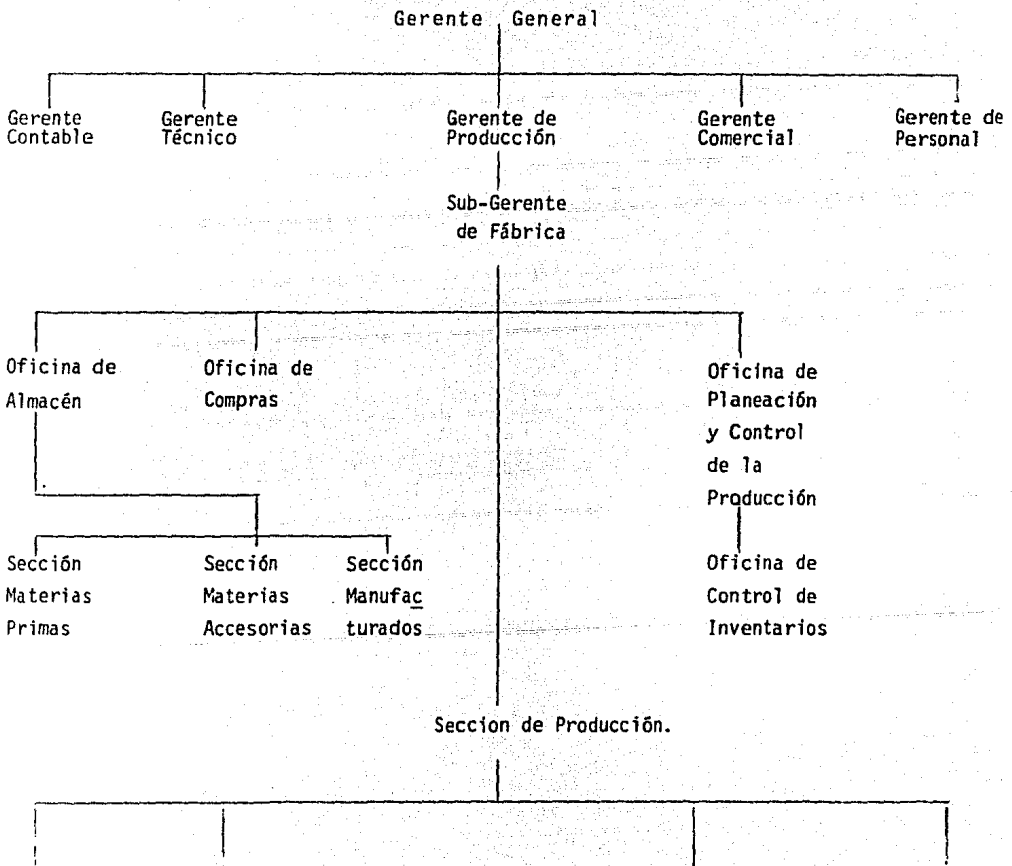 Gerente General
Gerente
Contable
Gerente
Técnico
Gerente de
Producción
Gerente
Comercial
Gerente de
Personal
Sub-Gerente
de Fábrica
Oficina de
Almacén
Oficina de
Compras
Oficina de
Planeación
y Control
de la
Producción
Sección
Materias
Primas
Sección
Materias
Accesorias
Sección
Manufac
turados
Oficina de
Control de
Inventarios
Seccion de Producción.